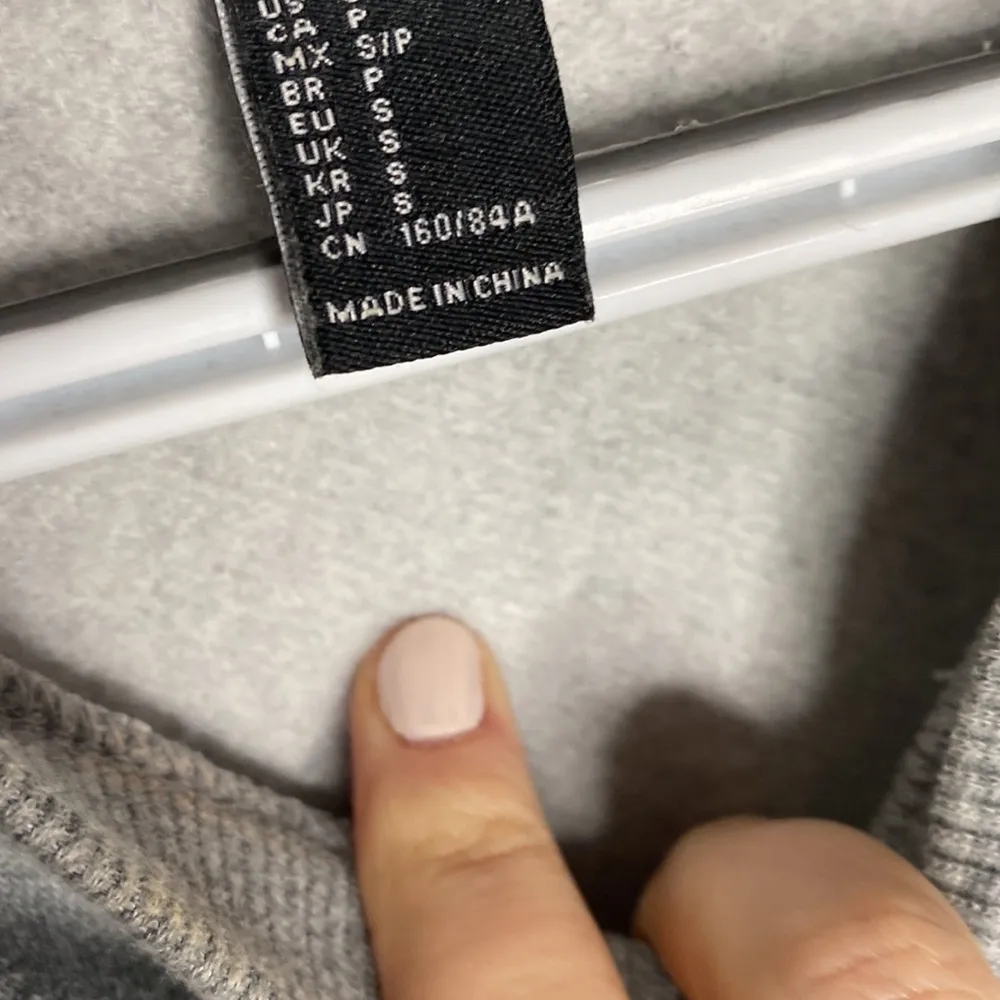 CA P
MX S/P
BR P
EU S
UK S
KR S
JP S
CN 160/84A
MADE IN CHINA